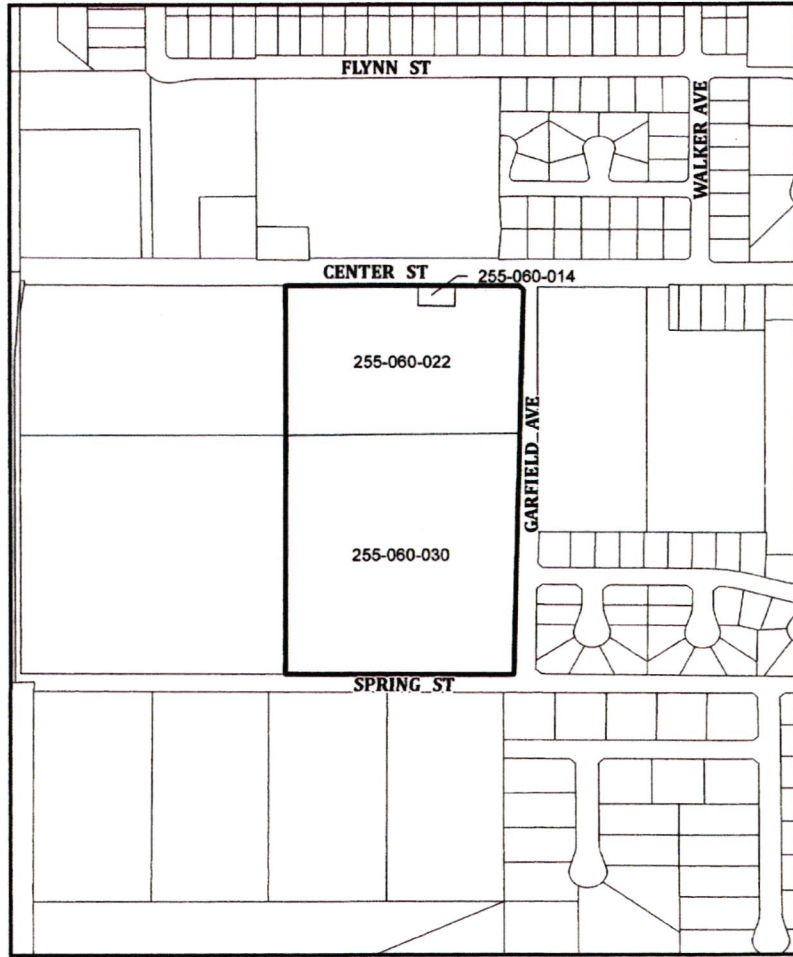 FLYNN ST
WALKER AVE
CENTER ST
255-060-014
255-060-022
GARFIELD AVE
255-060-030
SPRING ST